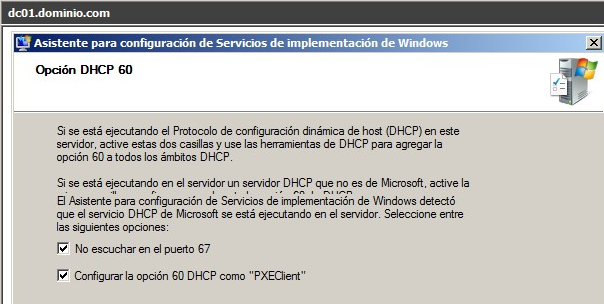 dc01.dominio.com
Asistente para configuración de Servicios de implementación de Windows
Opción DHCP 60
Si se está ejecutando el Protocolo de configuración dinámica de host (DHCP) en este
servidor, active estas dos casillas y use las herramientas de DHCP para agregar la
opción 60 a todos los ámbitos DHCP.
Si se está ejecutando en el servidor un servidor DHCP que no es de Microsoft, active la
El Asistente para configuración de Servicios de implementación de Windows detectó
que el servicio DHCP de Microsoft se está ejecutando en el servidor. Seleccione entre
las siguientes opciones:
No escuchar en el puerto 67
Configurar la opción 60 DHCP como "PXEClient"